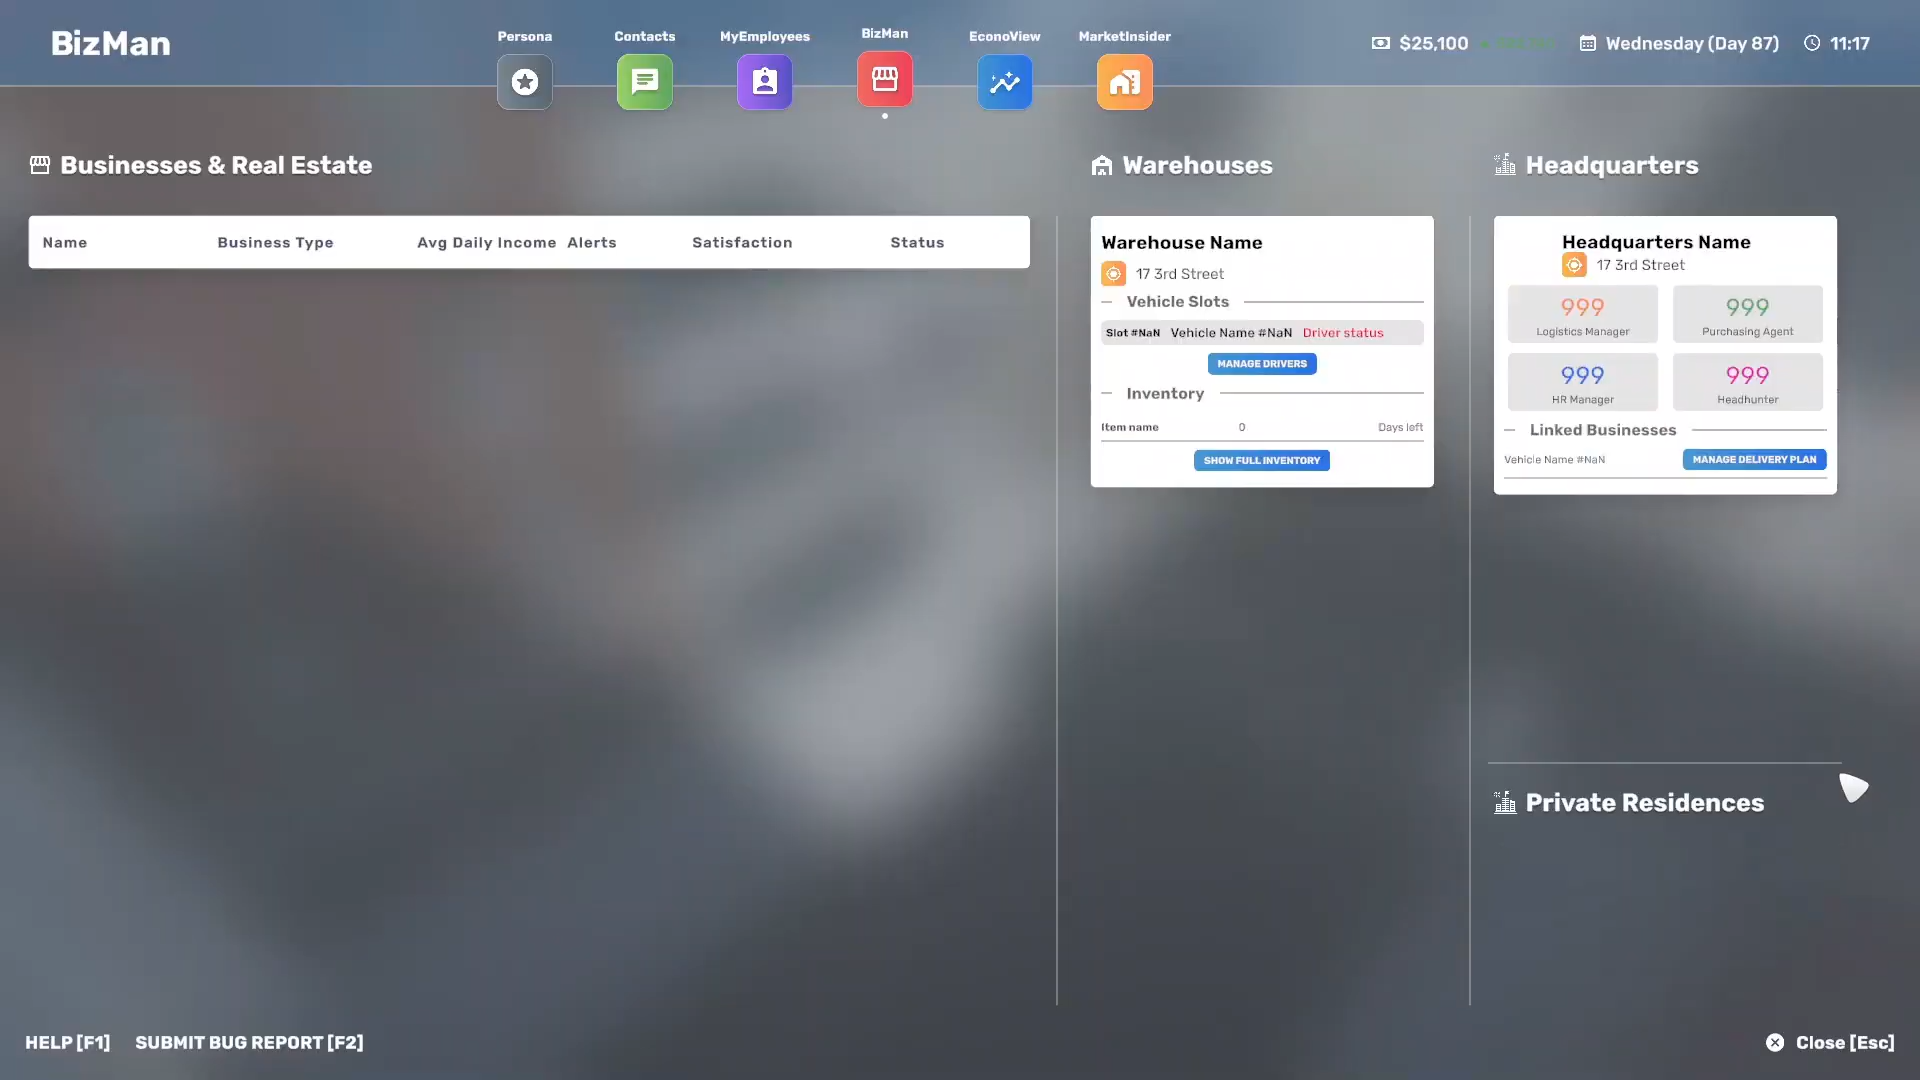 BizMan
Persona
Contacts
MyEmployees
BizMan
EconoView
MarketInsider
$25,100
Wednesday (Day 87)
11:17
Businesses & Real Estate
Name Business Type Avg Daily Income Alerts Satisfaction Status
Warehouses
Warehouse Name
17 3rd Street
Vehicle Slots
Slot #NaN Vehicle Name #NaN Driver status
MANAGE DRIVERS
Inventory
Item name 0 Days left
SHOW FULL INVENTORY
Headquarters
Headquarters Name
17 3rd Street
999
Logistics Manager
999
Purchasing Agent
999
HR Manager
999
Headhunter
Linked Businesses
Vehicle Name #NaN MANAGE DELIVERY PLAN
Private Residences
HELP [F1] SUBMIT BUG REPORT [F2]
Close [Esc]